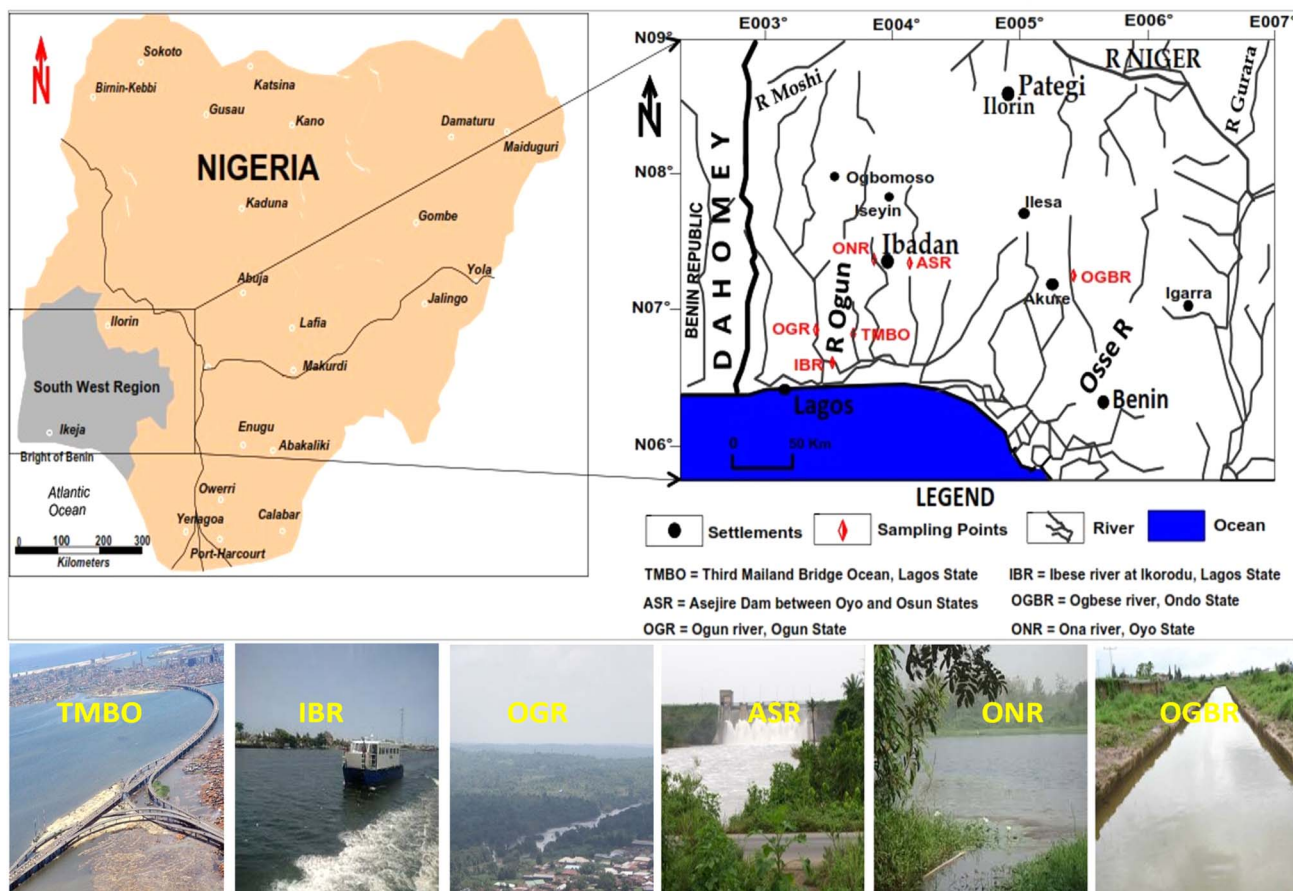 N
Sokoto
Birnin-Kebbi
Katsina
Gusau
Kano
Damaturu
Maiduguri
NIGERIA
Kaduna
Gombe
Abuja
Yola
Jalingo
Ilorin
Lafia
Makurdi
South West Region
Ikeja
Enugu
Abakaliki
Bright of Benin
Owerri
Atlantic
Ocean
Yenagoa
Calabar
Port-Harcourt
0 100 200 300
Kilometers
E003° E004° E005° E006° E007°
N09°
N08°
N07°
N06°
N
R Moshi
R NIGER
R Gurara
Pategi
Ilorin
BENIN REPUBLIC
DAHOMEY
Ogbomoso
Iseyin
Ilesa
ONR
Ibadan
ASR
OGBR
R Ogun
Akure
Igarra
OGR
TMBO
IBR
Osse R
Lagos
Benin
0 50 Km
LEGEND
Settlements
Sampling Points
River
Ocean
TMBO = Third Mailand Bridge Ocean, Lagos State
IBR = Ibese river at Ikorodu, Lagos State
ASR = Asejire Dam between Oyo and Osun States
OGBR = Ogbese river, Ondo State
OGR = Ogun river, Ogun State
ONR = Ona river, Oyo State
TMBO
IBR
OGR
ASR
ONR
OGBR